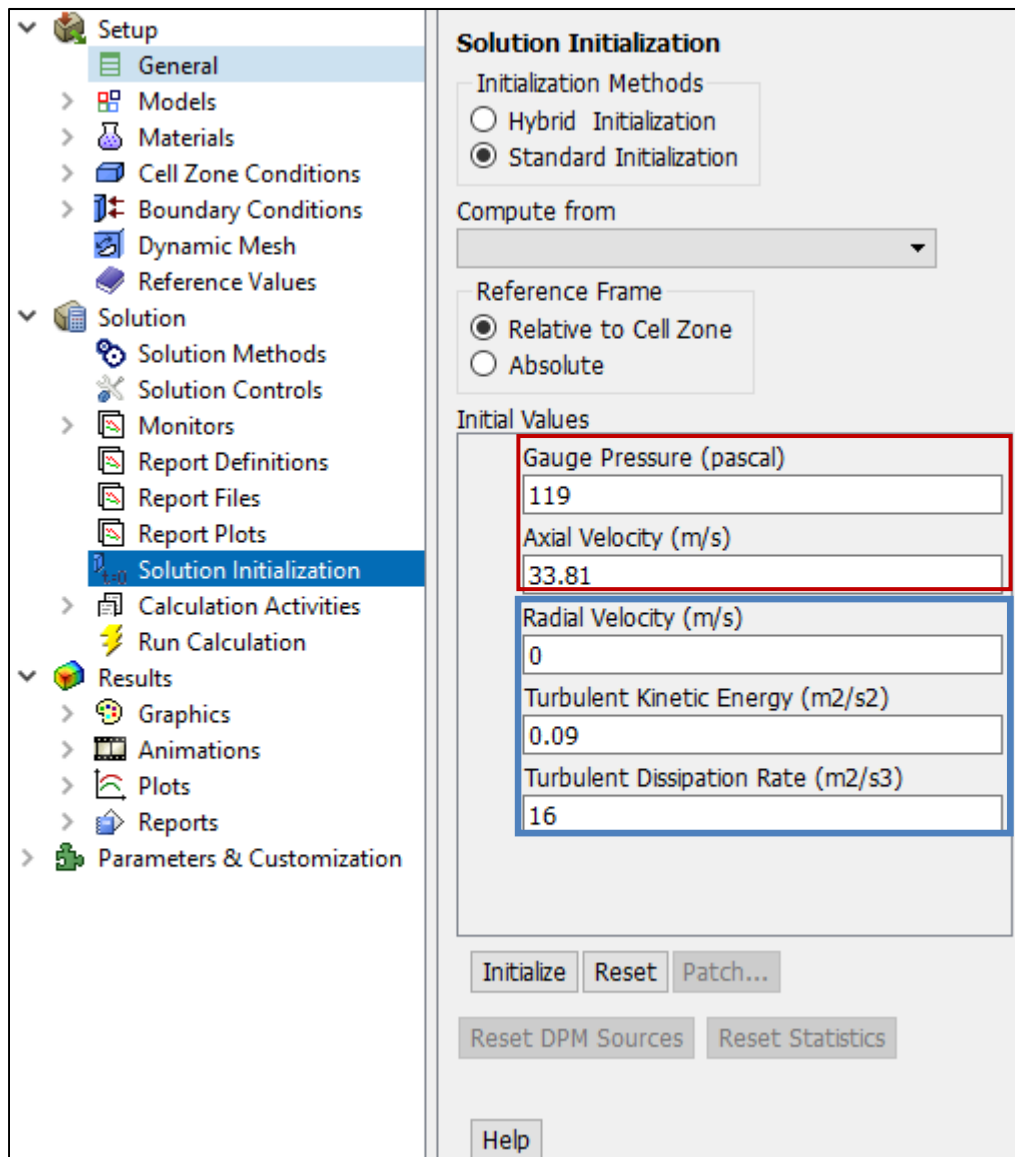 Setup
General
Models
Materials
Cell Zone Conditions
Boundary Conditions
Dynamic Mesh
Reference Values
Solution
Solution Methods
Solution Controls
Monitors
Report Definitions
Report Files
Report Plots
Solution Initialization
Calculation Activities
Run Calculation
Results
Graphics
Animations
Plots
Reports
Parameters & Customization
Solution Initialization
Initialization Methods
Hybrid Initialization
Standard Initialization
Compute from
Reference Frame
Relative to Cell Zone
Absolute
Initial Values
Gauge Pressure (pascal)
119
Axial Velocity (m/s)
33.81
Radial Velocity (m/s)
0
Turbulent Kinetic Energy (m2/s2)
0.09
Turbulent Dissipation Rate (m2/s3)
16
Initialize Reset Patch...
Reset DPM Sources Reset Statistics
Help